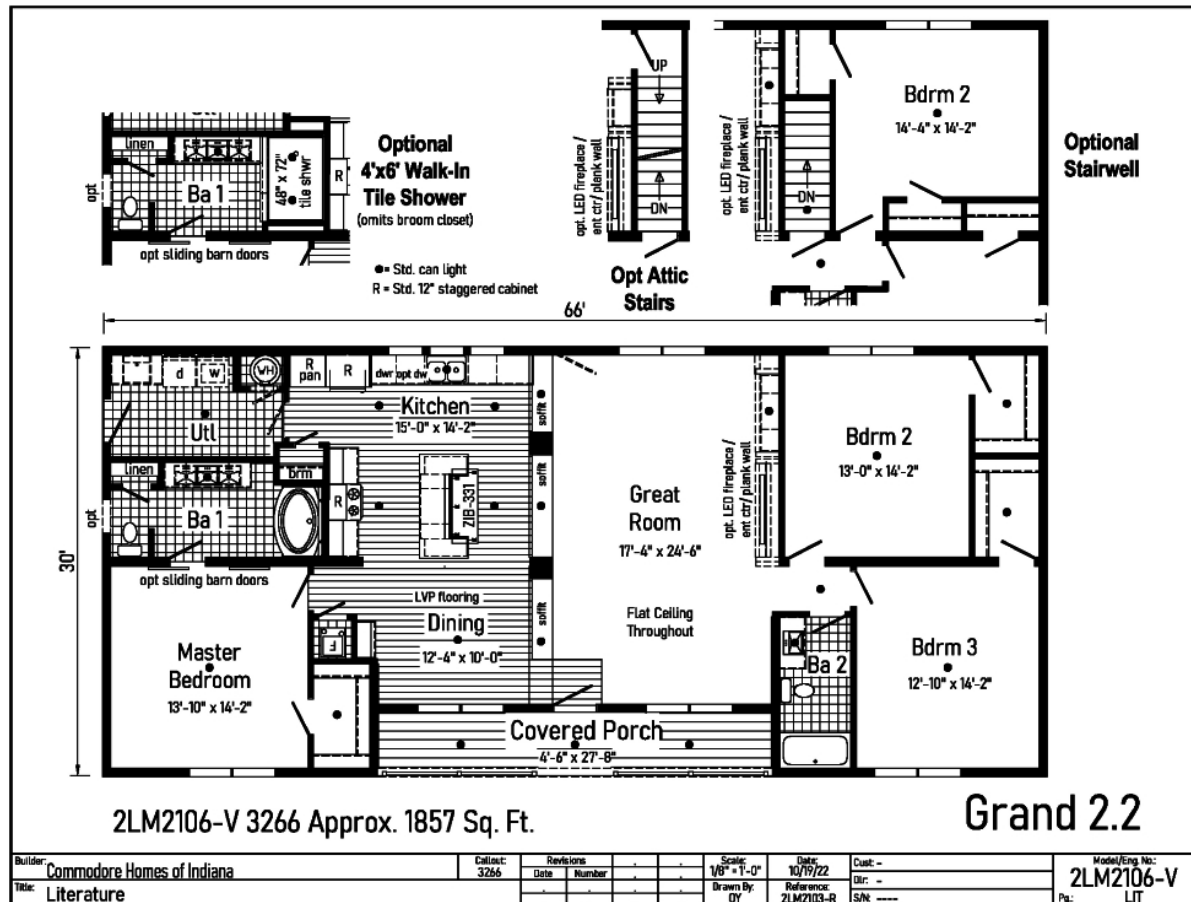 UP
DN
opt. LED fireplace /
ent ctr/ plank wall
Opt Attic
Stairs
opt. LED fireplace /
ent ctr/ plank wall
DN
Bdrm 2
14'-4" x 14'-2"
Optional
Stairwell
Utl
linen
opt
Ba 1
48" x 72"
tile shwr
R
opt sliding barn doors
Optional
4'x6' Walk-In
Tile Shower
(omits broom closet)
●= Std. can light
R = Std. 12" staggered cabinet
66'
30'
d
w
WH
R
pan
R
dwr
opt dw
Utl
Kitchen
15'-0" x 14'-2"
soffit
linen
brm
opt
Ba 1
R
ZIB-331
soffit
opt sliding barn doors
Great
Room
17'-4" x 24'-6"
opt. LED fireplace /
ent ctr/ plank wall
Bdrm 2
13'-0" x 14'-2"
LVP flooring
Dining
12'-4" x 10'-0"
F
soffit
Flat Ceiling
Throughout
Master
Bedroom
13'-10" x 14'-2"
Ba 2
Bdrm 3
12'-10" x 14'-2"
Covered Porch
4'-6" x 27'-8"
2LM2106-V 3266 Approx. 1857 Sq. Ft.
Grand 2.2
Builder:
Commodore Homes of Indiana
Title:
Literature
Callout:
3266
Revisions
Date
Number
Scale:
1/8" = 1'-0"
Drawn By:
DY
Date:
10/19/22
Reference:
2LM2103-R
Cust: -
Dlr: -
S/N: ----
Model/Eng. No.:
2LM2106-V
Pg.:
LIT